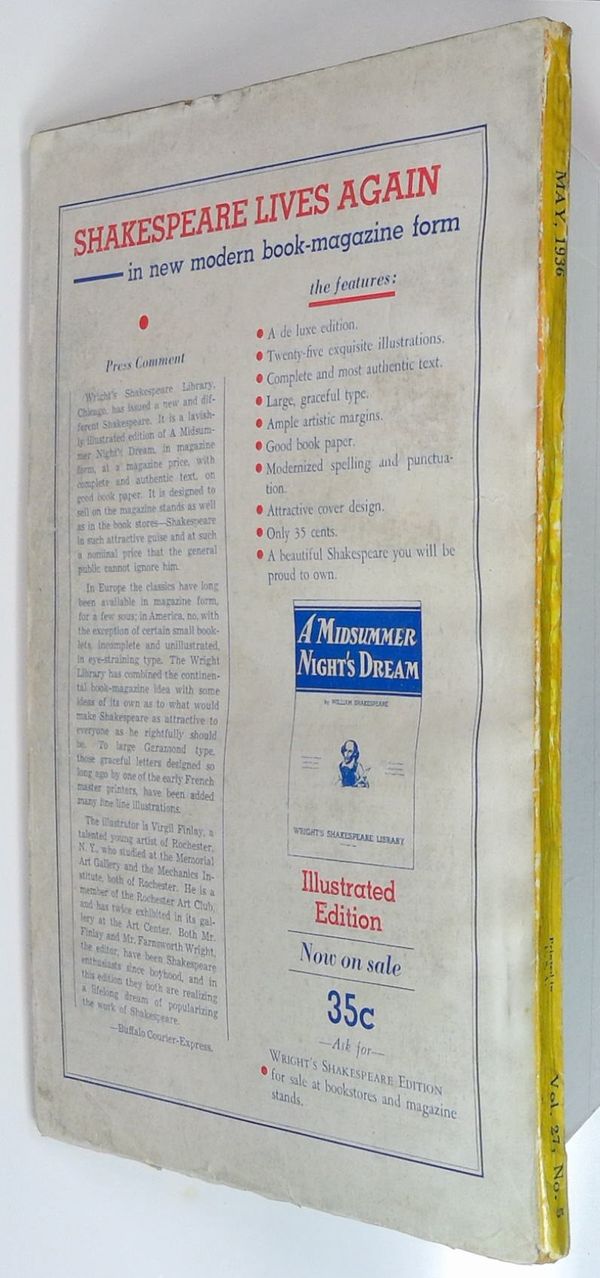 SHAKESPEARE LIVES AGAIN
in new modern book-magazine form
Press Comment
Wright's Shakespeare Library,
Chicago, has issued a new and dif-
ferent Shakespeare. It is a lavish-
ly illustrated edition of A Midsum-
mer Night's Dream, in magazine
form, at a magazine price, with
complete and authentic text, on
good book paper. It is designed to
sell on the magazine stands as well
as in the book stores—Shakespeare
in such attractive guise and at such
a nominal price that the general
public cannot ignore him.
In Europe the classics have long
been available in magazine form,
for a few sous; in America, no, with
the exception of certain small book-
lets, incomplete and unillustrated,
in eye-straining type. The Wright
Library has combined the continen-
tal book-magazine idea with some
ideas of its own as to what would
make Shakespeare as attractive to
everyone as he rightfully should
be. To large Garamond type,
those graceful letters designed so
long ago by one of the early French
master printers, have been added
many fine line illustrations.
The illustrator is Virgil Finlay, a
talented young artist of Rochester,
N. Y., who studied at the Memorial
Art Gallery and the Mechanics In-
stitute, both of Rochester. He is a
member of the Rochester Art Club,
and has twice exhibited in its gal-
lery at the Art Center. Both Mr.
Finlay and Mr. Farnsworth Wright,
the editor, have been Shakespeare
enthusiasts since boyhood, and in
this edition they both are realizing
a lifelong dream of popularizing
the work of Shakespeare.
—Buffalo Courier-Express.
the features:
● A de luxe edition.
● Twenty-five exquisite illustrations.
● Complete and most authentic text.
● Large, graceful type.
● Ample artistic margins.
● Good book paper.
● Modernized spelling and punctua-
tion.
● Attractive cover design.
● Only 35 cents.
● A beautiful Shakespeare you will be
proud to own.
A MIDSUMMER
NIGHT'S DREAM
by WILLIAM SHAKESPEARE
WRIGHT'S SHAKESPEARE LIBRARY
Illustrated
Edition
Now on sale
35c
—Ask for—
● WRIGHT'S SHAKESPEARE EDITION
for sale at bookstores and magazine
stands.
MAY, 1936
Printed in
Vol. 27, No. 5